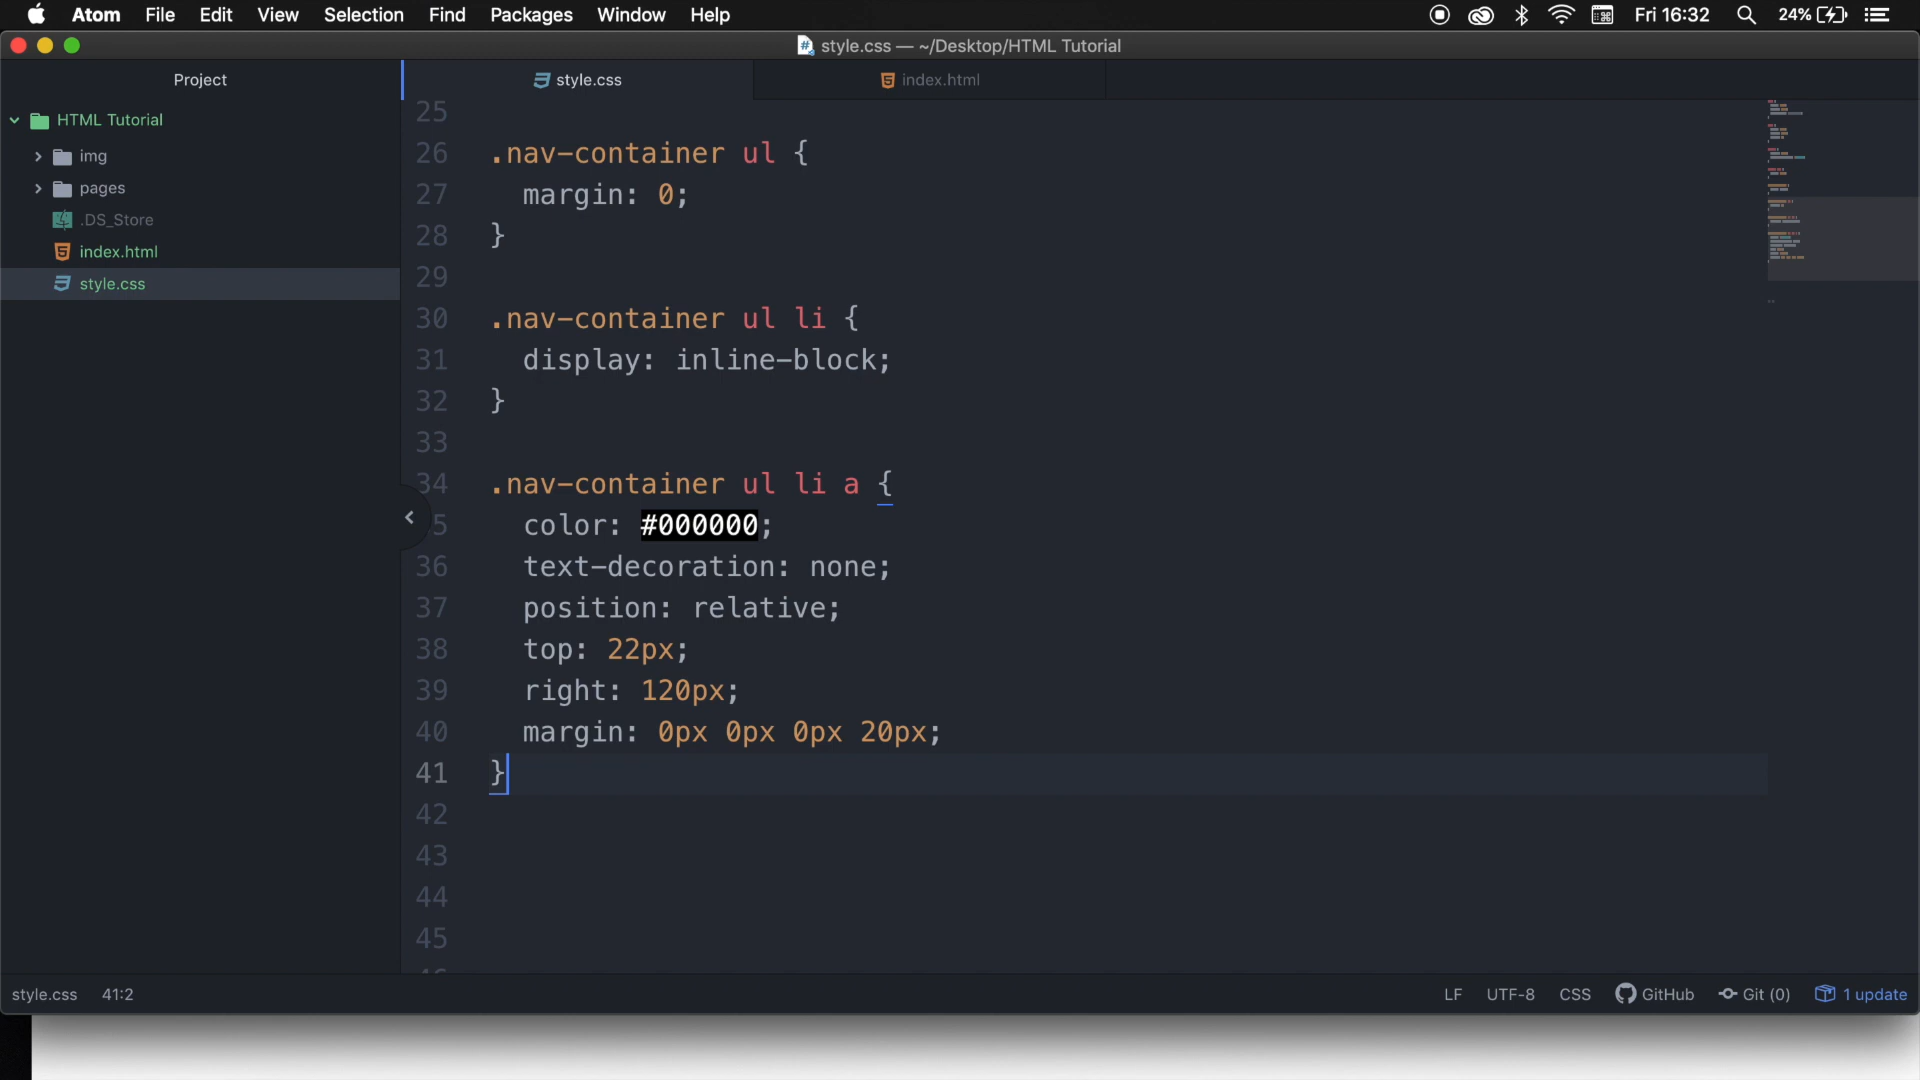 Atom File Edit View Selection Find Packages Window Help Fri 16:32 24%
style.css — ~/Desktop/HTML Tutorial
Project
style.css
index.html
HTML Tutorial
img
pages
.DS_Store
index.html
style.css
25
26 .nav-container ul {
27 margin: 0;
28 }
29
30 .nav-container ul li {
31 display: inline-block;
32 }
33
34 .nav-container ul li a {
5 color: #000000;
36 text-decoration: none;
37 position: relative;
38 top: 22px;
39 right: 120px;
40 margin: 0px 0px 0px 20px;
41 }
42
43
44
45
style.css 41:2 LF UTF-8 CSS GitHub Git (0) 1 update